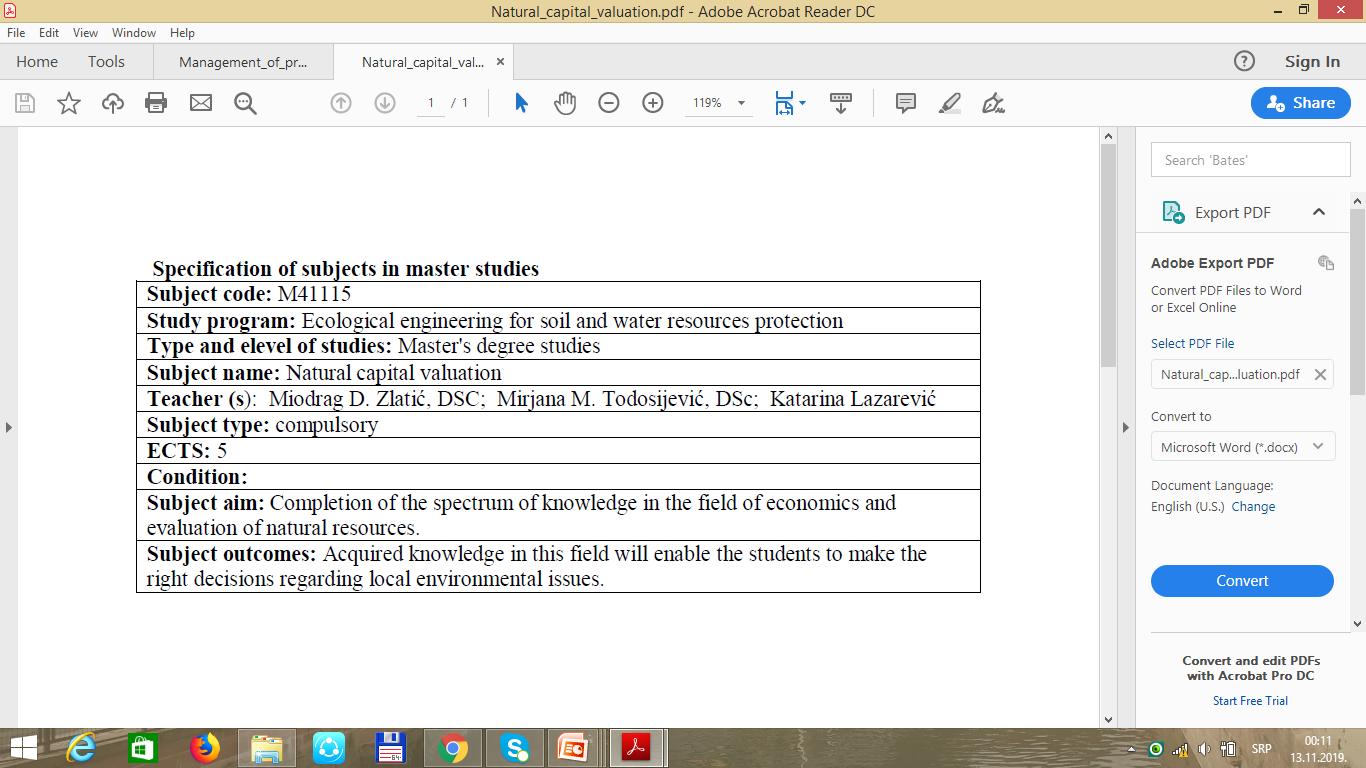 Natural_capital_valuation.pdf - Adobe Acrobat Reader DC
File Edit View Window Help
Home Tools Management_of_pr... Natural_capital_val... Sign In
1 / 1 119% Share
Specification of subjects in master studies
Subject code: M41115
Study program: Ecological engineering for soil and water resources protection
Type and elevel of studies: Master's degree studies
Subject name: Natural capital valuation
Teacher (s): Miodrag D. Zlatić, DSC; Mirjana M. Todosijević, DSc; Katarina Lazarević
Subject type: compulsory
ECTS: 5
Condition:
Subject aim: Completion of the spectrum of knowledge in the field of economics and
evaluation of natural resources.
Subject outcomes: Acquired knowledge in this field will enable the students to make the
right decisions regarding local environmental issues.
Search 'Bates'
Export PDF
Adobe Export PDF
Convert PDF Files to Word
or Excel Online
Select PDF File
Natural_cap...luation.pdf
Convert to
Microsoft Word (*.docx)
Document Language:
English (U.S.) Change
Convert
Convert and edit PDFs
with Acrobat Pro DC
Start Free Trial
64
SRP
00:11
13.11.2019.